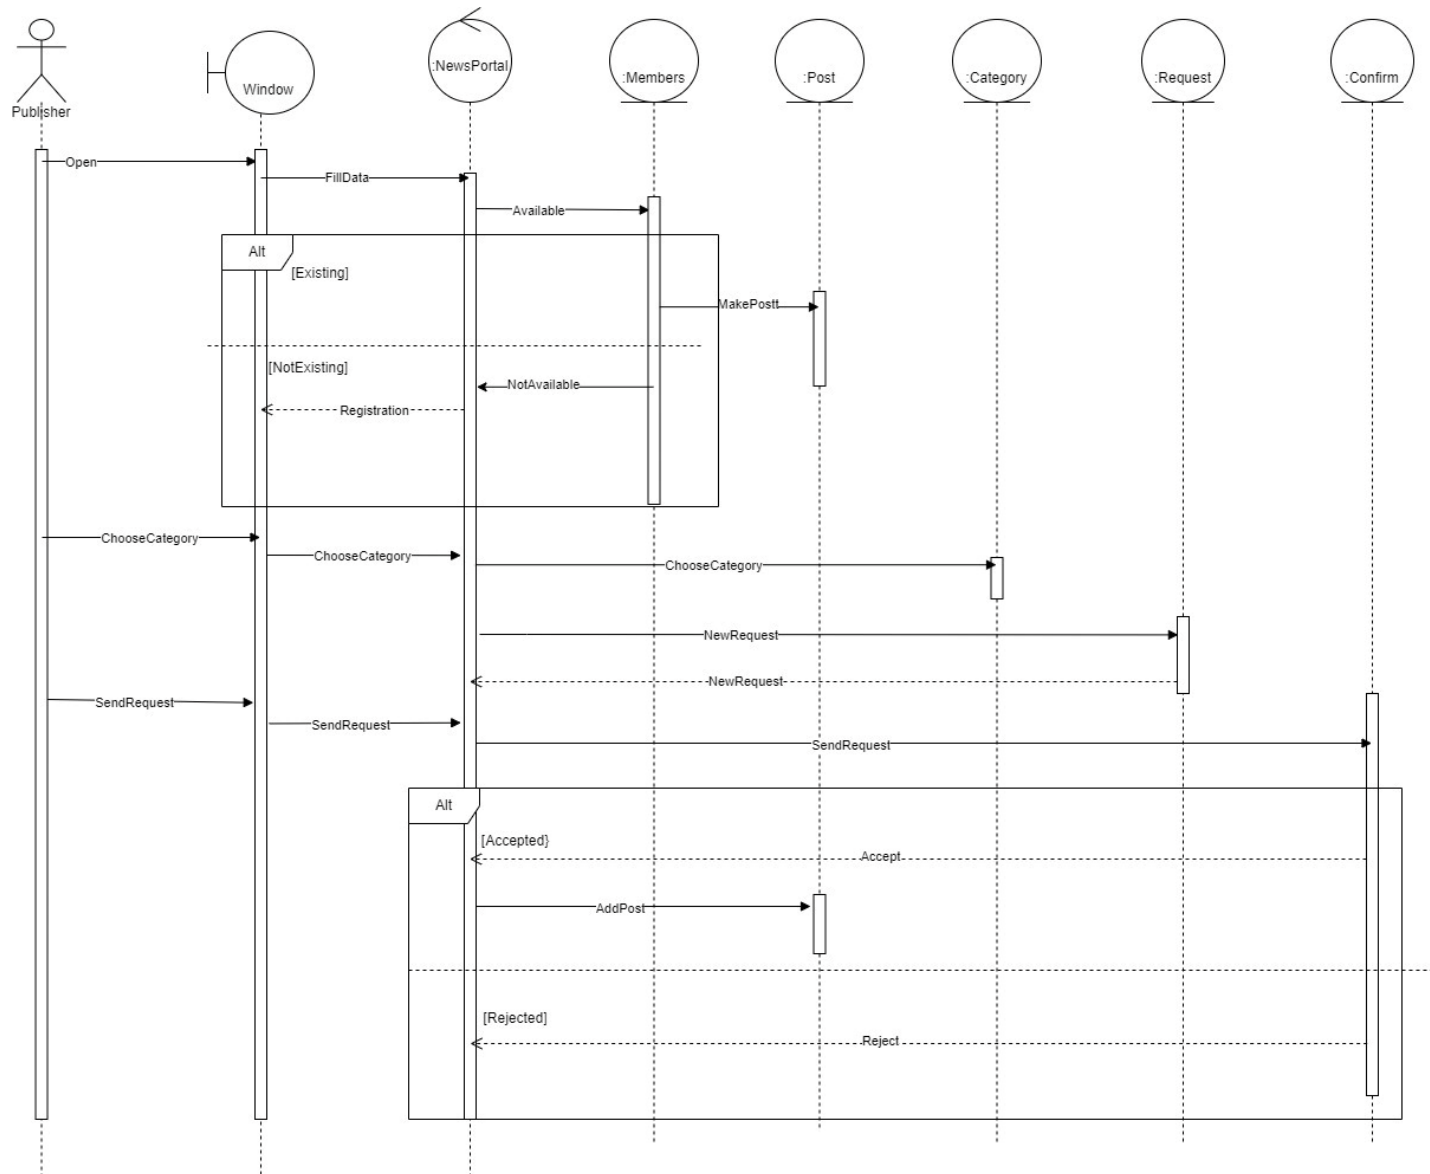 Publisher
Window
:NewsPortal
:Members
:Post
:Category
:Request
:Confirm
Open
FillData
Available
Alt
[Existing]
MakePostt
[NotExisting]
NotAvailable
Registration
ChooseCategory
ChooseCategory
ChooseCategory
NewRequest
NewRequest
SendRequest
SendRequest
SendRequest
Alt
[Accepted}
Accept
AddPost
[Rejected]
Reject